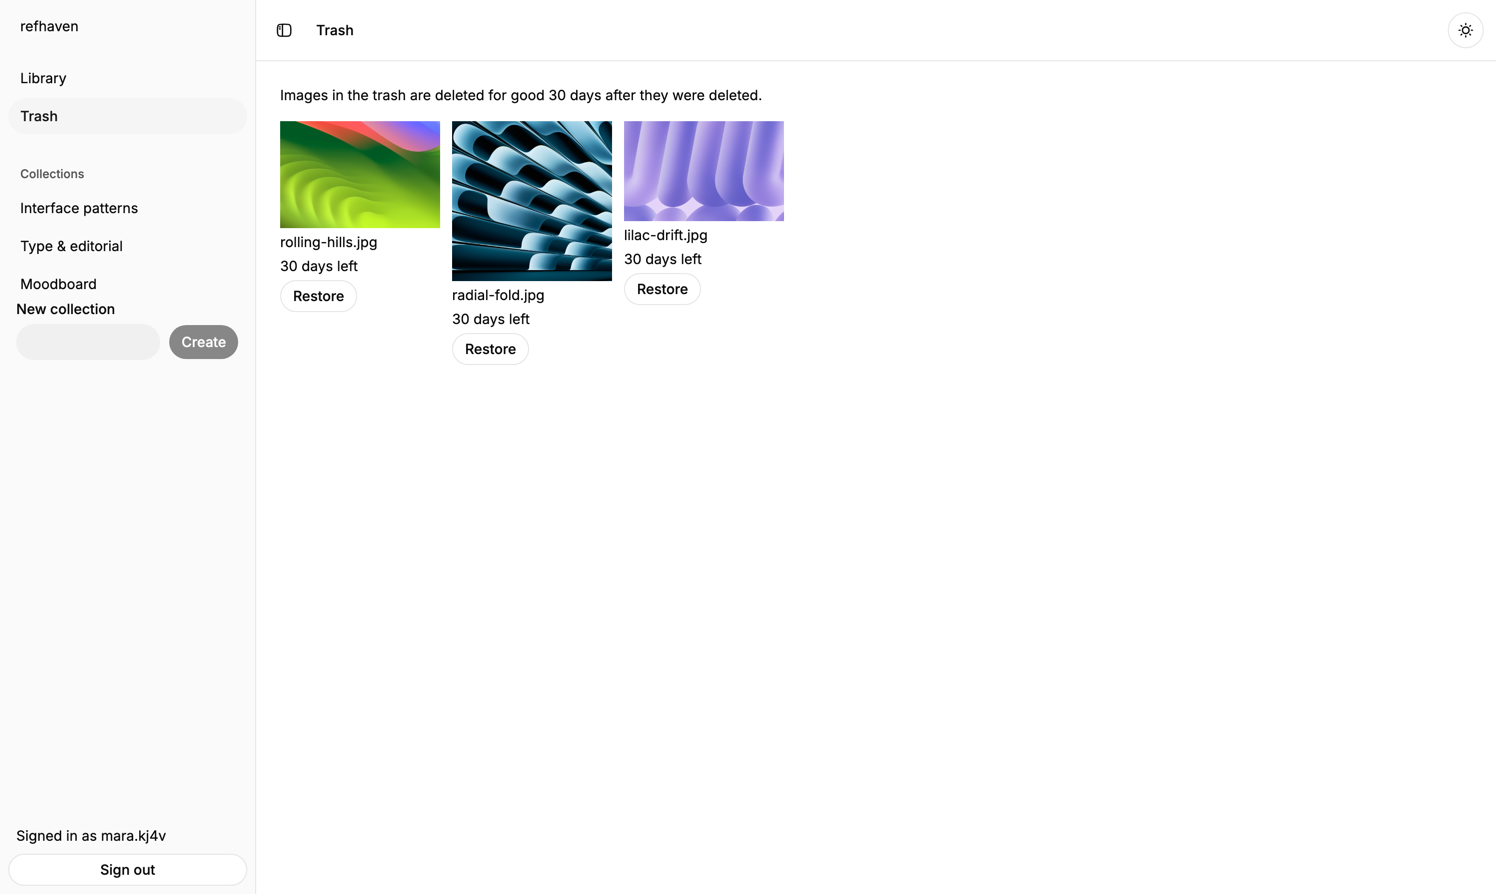 refhaven
Library
Trash
Collections
Interface patterns
Type & editorial
Moodboard
New collection
Create
Signed in as mara.kj4v
Sign out
Trash
Images in the trash are deleted for good 30 days after they were deleted.
rolling-hills.jpg
30 days left
Restore
radial-fold.jpg
30 days left
Restore
lilac-drift.jpg
30 days left
Restore